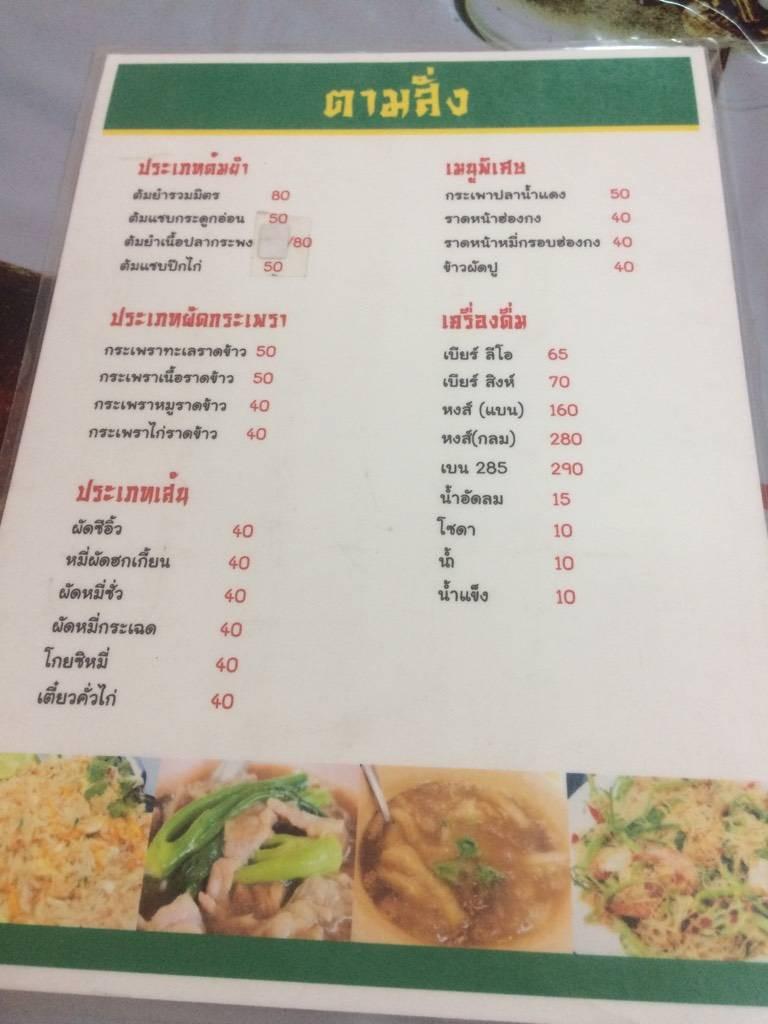 ตามสั่ง
ประเภทต้มยำ
ต้มยำรวมมิตร 80
ต้มแซบกระดูกอ่อน 50
ต้มยำเนื้อปลากระพง /80
ต้มแซบปีกไก่ 50
ประเภทผัดกระเพรา
กระเพราทะเลราดข้าว 50
กระเพราเนื้อราดข้าว 50
กระเพราหมูราดข้าว 40
กระเพราไก่ราดข้าว 40
ประเภทเส้น
ผัดซีอิ้ว 40
หมี่ผัดฮกเกี้ยน 40
ผัดหมี่ซั่ว 40
ผัดหมี่กระเฉด 40
โกยซิหมี่ 40
เตี๋ยวคั่วไก่ 40
เมนูพิเศษ
กระเพาปลาน้ำแดง 50
ราดหน้าฮ่องกง 40
ราดหน้าหมี่กรอบฮ่องกง 40
ข้าวผัดปู 40
เครื่องดื่ม
เบียร์ ลีโอ 65
เบียร์ สิงห์ 70
หงส์ (แบน) 160
หงส์(กลม) 280
เบน 285 290
น้ำอัดลม 15
โซดา 10
น้ำ 10
น้ำแข็ง 10